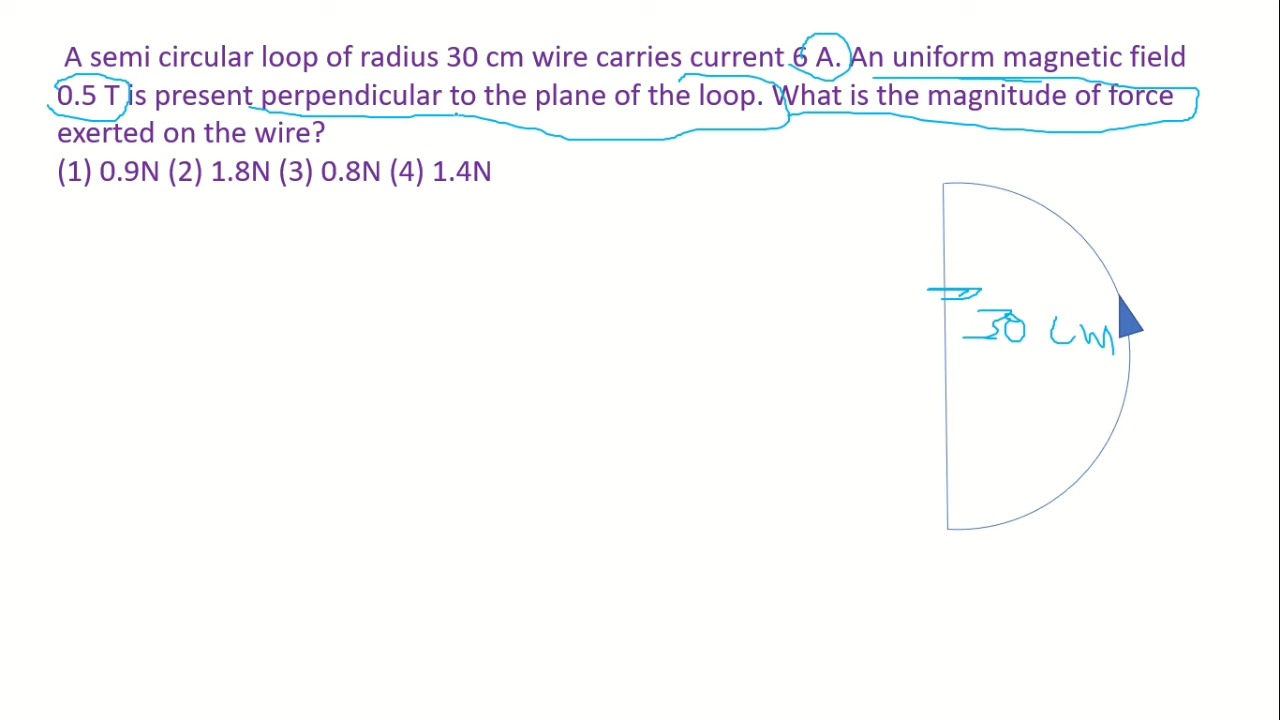 A semi circular loop of radius 30 cm wire carries current 6 A. An uniform magnetic field
0.5 T is present perpendicular to the plane of the loop. What is the magnitude of force
exerted on the wire?
(1) 0.9N (2) 1.8N (3) 0.8N (4) 1.4N
30 cm